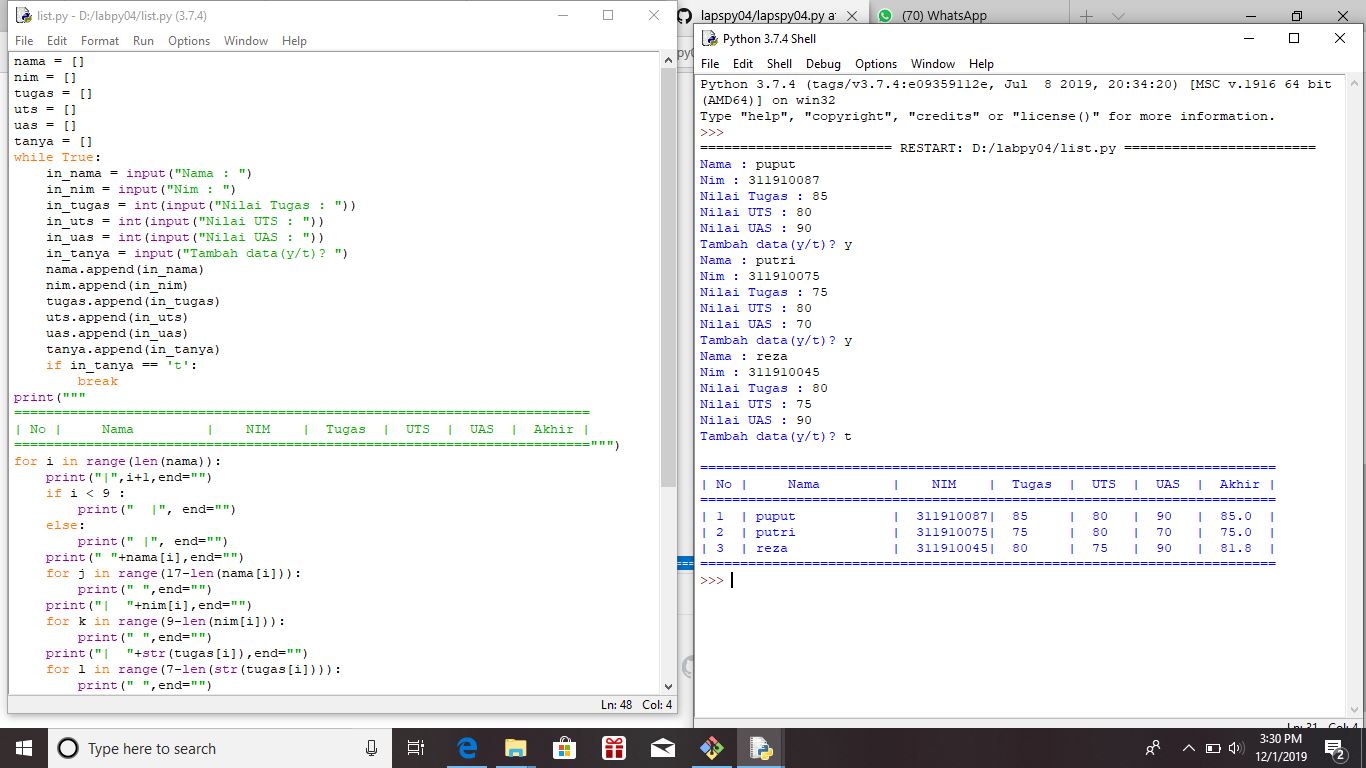 list.py - D:/labpy04/list.py (3.7.4)
File Edit Format Run Options Window Help
nama = []
nim = []
tugas = []
uts = []
uas = []
tanya = []
while True:
    in_nama = input("Nama : ")
    in_nim = input("Nim : ")
    in_tugas = int(input("Nilai Tugas : "))
    in_uts = int(input("Nilai UTS : "))
    in_uas = int(input("Nilai UAS : "))
    in_tanya = input("Tambah data(y/t)? ")
    nama.append(in_nama)
    nim.append(in_nim)
    tugas.append(in_tugas)
    uts.append(in_uts)
    uas.append(in_uas)
    tanya.append(in_tanya)
    if in_tanya == 't':
        break
print("""
========================================================================
| No |     Nama         |    NIM    |  Tugas  |  UTS  |  UAS  |  Akhir |
========================================================================""")
for i in range(len(nama)):
    print("|",i+1,end="")
    if i < 9 :
        print("  |", end="")
    else:
        print(" |", end="")
    print(" "+nama[i],end="")
    for j in range(17-len(nama[i])):
        print(" ",end="")
    print("|  "+nim[i],end="")
    for k in range(9-len(nim[i])):
        print(" ",end="")
    print("|  "+str(tugas[i]),end="")
    for l in range(7-len(str(tugas[i]))):
        print(" ",end="")
Ln: 48 Col: 4
lapspy04/lapspy04.py at
(70) WhatsApp
Python 3.7.4 Shell
File Edit Shell Debug Options Window Help
Python 3.7.4 (tags/v3.7.4:e09359112e, Jul  8 2019, 20:34:20) [MSC v.1916 64 bit
(AMD64)] on win32
Type "help", "copyright", "credits" or "license()" for more information.
>>>
======================== RESTART: D:/labpy04/list.py ========================
Nama : puput
Nim : 311910087
Nilai Tugas : 85
Nilai UTS : 80
Nilai UAS : 90
Tambah data(y/t)? y
Nama : putri
Nim : 311910075
Nilai Tugas : 75
Nilai UTS : 80
Nilai UAS : 70
Tambah data(y/t)? y
Nama : reza
Nim : 311910045
Nilai Tugas : 80
Nilai UTS : 75
Nilai UAS : 90
Tambah data(y/t)? t
========================================================================
| No |     Nama         |    NIM    |  Tugas  |  UTS  |  UAS  |  Akhir |
========================================================================
| 1  | puput            |  311910087|  85     |  80   |  90   |  85.0  |
| 2  | putri            |  311910075|  75     |  80   |  70   |  75.0  |
| 3  | reza             |  311910045|  80     |  75   |  90   |  81.8  |
========================================================================
>>>
Type here to search
3:30 PM
12/1/2019
2